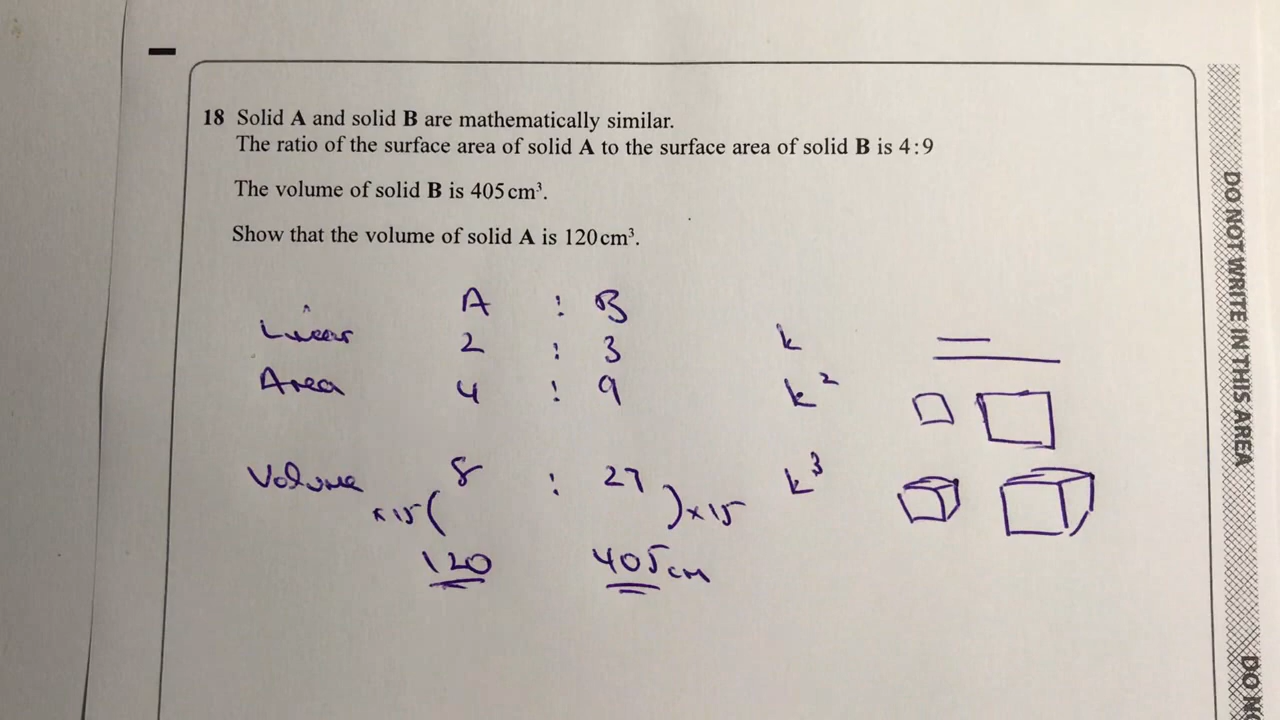 18 Solid A and solid B are mathematically similar.
The ratio of the surface area of solid A to the surface area of solid B is 4:9
The volume of solid B is 405 cm³.
Show that the volume of solid A is 120 cm³.
A : B
Linear 2 : 3 k
Area 4 : 9 k²
Volume 8 : 27 k³
×15 ( ) ×15
120 405cm
DO NOT WRITE IN THIS AREA
DO NO